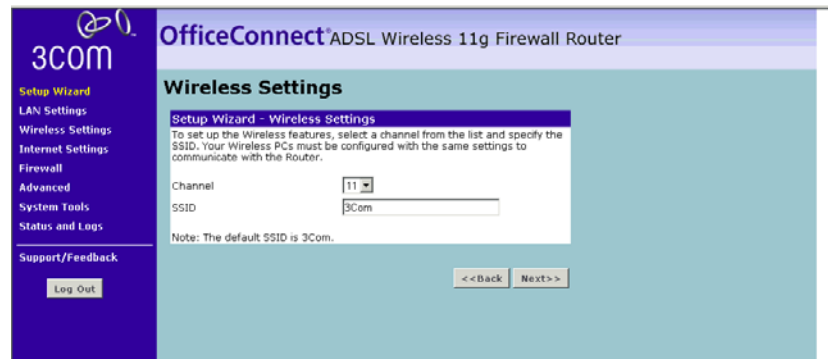 3COM
OfficeConnect® ADSL Wireless 11g Firewall Router
Setup Wizard
LAN Settings
Wireless Settings
Internet Settings
Firewall
Advanced
System Tools
Status and Logs
Support/Feedback
Log Out
Wireless Settings
Setup Wizard - Wireless Settings
To set up the Wireless features, select a channel from the list and specify the
SSID. Your Wireless PCs must be configured with the same settings to
communicate with the Router.
Channel
11
SSID
3Com
Note: The default SSID is 3Com.
<<Back
Next>>